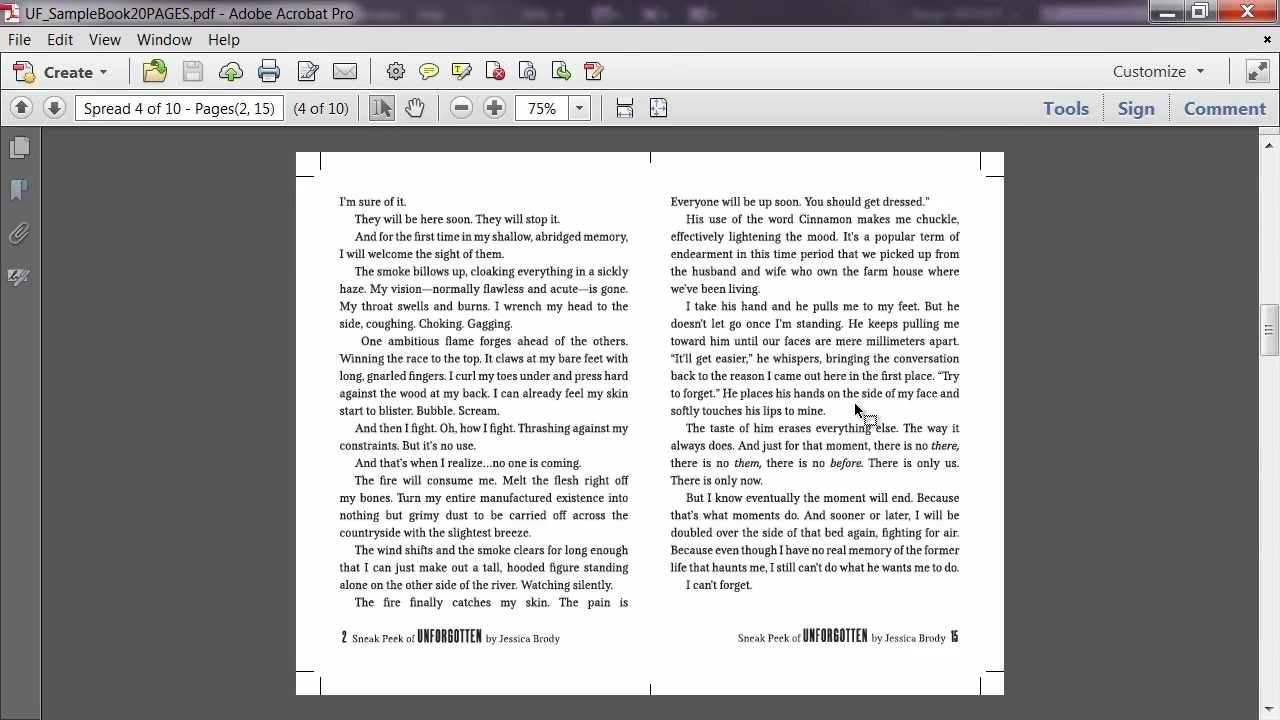 UF_SampleBook20PAGES.pdf - Adobe Acrobat Pro
File Edit View Window Help
Create Customize
Spread 4 of 10 - Pages(2, 15) (4 of 10) 75% Tools Sign Comment
I'm sure of it.
They will be here soon. They will stop it.
And for the first time in my shallow, abridged memory,
I will welcome the sight of them.
The smoke billows up, cloaking everything in a sickly
haze. My vision—normally flawless and acute—is gone.
My throat swells and burns. I wrench my head to the
side, coughing. Choking. Gagging.
One ambitious flame forges ahead of the others.
Winning the race to the top. It claws at my bare feet with
long, gnarled fingers. I curl my toes under and press hard
against the wood at my back. I can already feel my skin
start to blister. Bubble. Scream.
And then I fight. Oh, how I fight. Thrashing against my
constraints. But it's no use.
And that's when I realize…no one is coming.
The fire will consume me. Melt the flesh right off
my bones. Turn my entire manufactured existence into
nothing but grimy dust to be carried off across the
countryside with the slightest breeze.
The wind shifts and the smoke clears for long enough
that I can just make out a tall, hooded figure standing
alone on the other side of the river. Watching silently.
The fire finally catches my skin. The pain is
2 Sneak Peek of UNFORGOTTEN by Jessica Brody
Everyone will be up soon. You should get dressed.”
His use of the word Cinnamon makes me chuckle,
effectively lightening the mood. It's a popular term of
endearment in this time period that we picked up from
the husband and wife who own the farm house where
we've been living.
I take his hand and he pulls me to my feet. But he
doesn't let go once I'm standing. He keeps pulling me
toward him until our faces are mere millimeters apart.
“It'll get easier,” he whispers, bringing the conversation
back to the reason I came out here in the first place. “Try
to forget.” He places his hands on the side of my face and
softly touches his lips to mine.
The taste of him erases everything else. The way it
always does. And just for that moment, there is no there,
there is no them, there is no before. There is only us.
There is only now.
But I know eventually the moment will end. Because
that's what moments do. And sooner or later, I will be
doubled over the side of that bed again, fighting for air.
Because even though I have no real memory of the former
life that haunts me, I still can't do what he wants me to do.
I can't forget.
Sneak Peek of UNFORGOTTEN by Jessica Brody 15